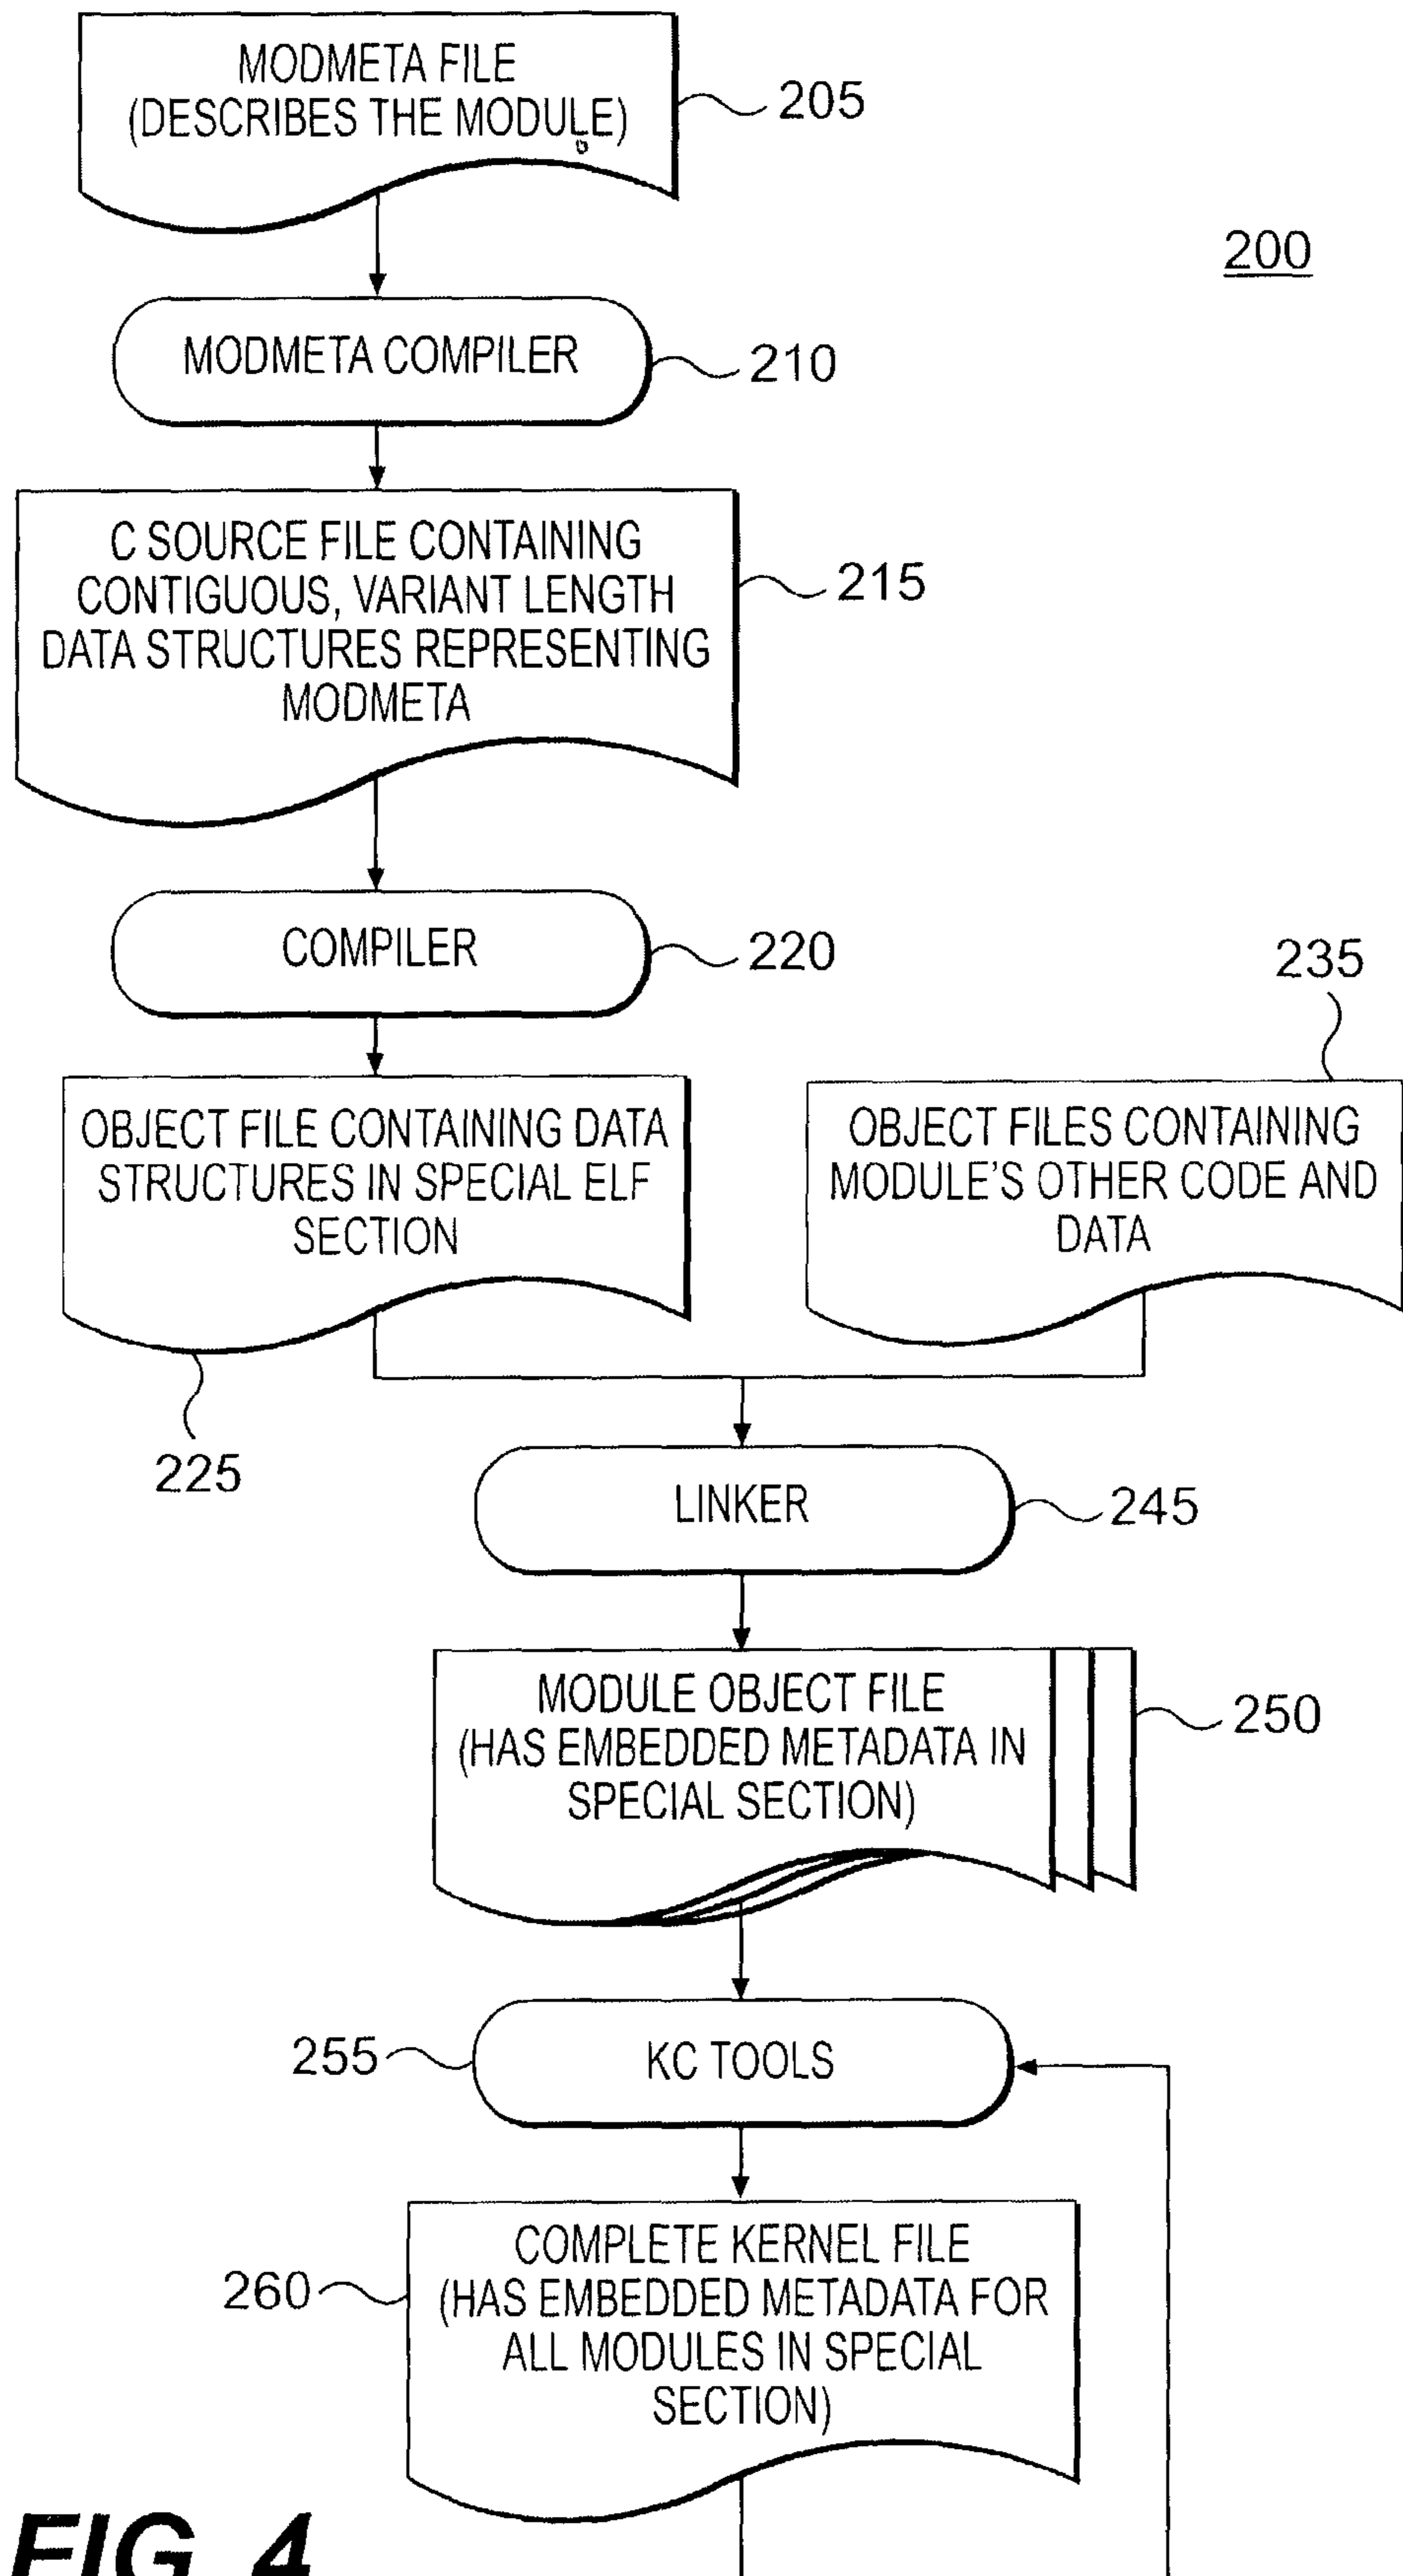 MODMETA FILE
(DESCRIBES THE MODULE)
205
200
MODMETA COMPILER
210
C SOURCE FILE CONTAINING
CONTIGUOUS, VARIANT LENGTH
DATA STRUCTURES REPRESENTING
MODMETA
215
COMPILER
220
235
OBJECT FILE CONTAINING DATA
STRUCTURES IN SPECIAL ELF
SECTION
225
OBJECT FILES CONTAINING
MODULE'S OTHER CODE AND
DATA
LINKER
245
MODULE OBJECT FILE
(HAS EMBEDDED METADATA IN
SPECIAL SECTION)
250
255
KC TOOLS
260
COMPLETE KERNEL FILE
(HAS EMBEDDED METADATA FOR
ALL MODULES IN SPECIAL
SECTION)
FIG. 4